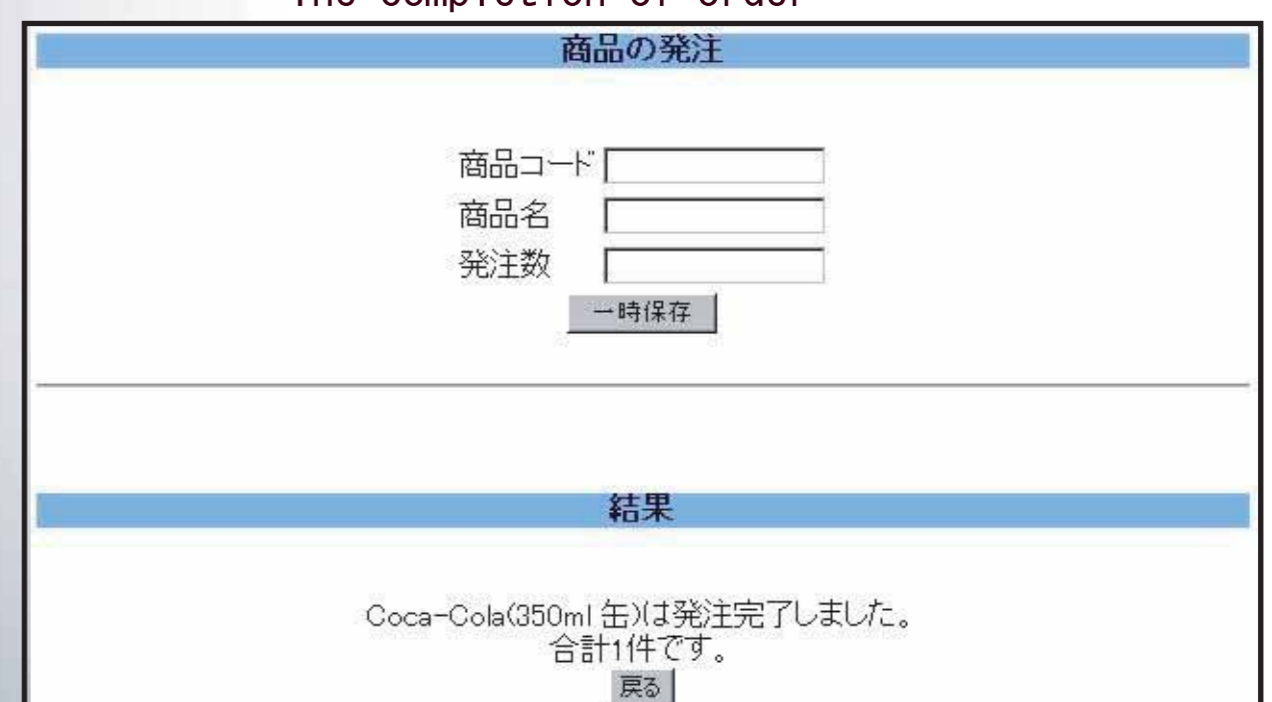 The completion of order
商品の発注
商品コード
商品名
発注数
一時保存
結果
Coca-Cola(350ml 缶)は発注完了しました。
合計1件です。
戻る